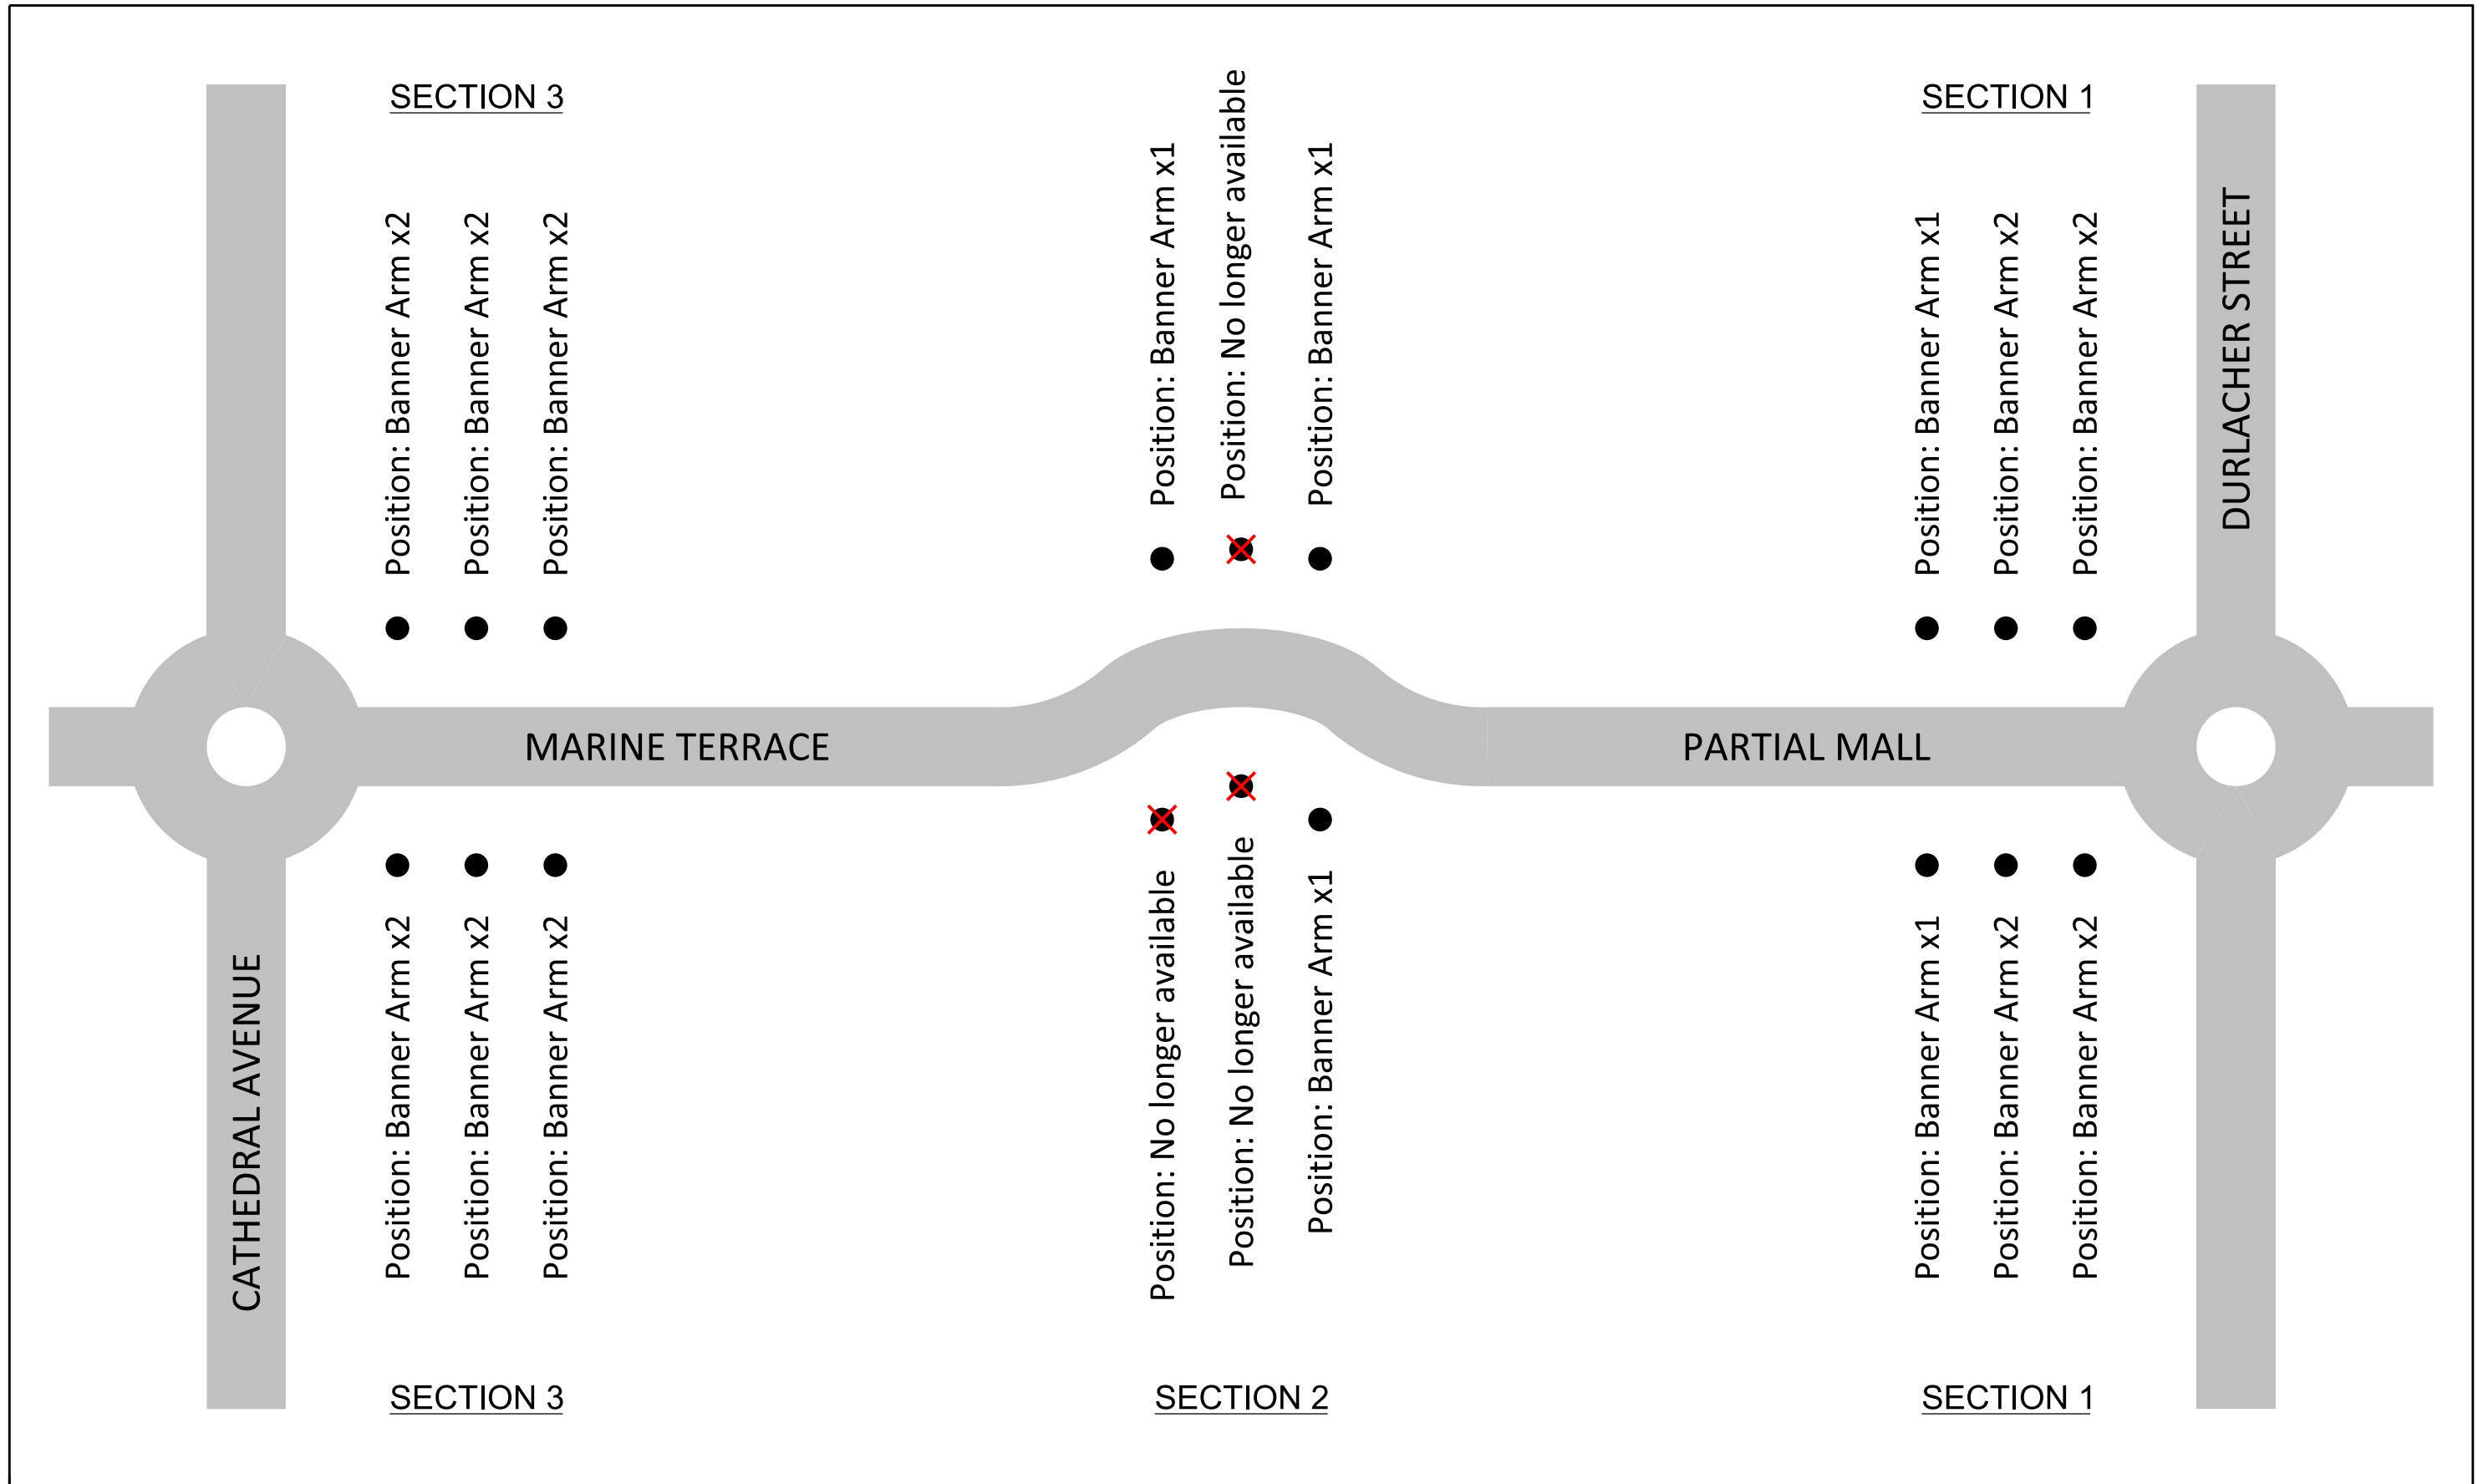 SECTION 3
SECTION 1
Position: Banner Arm x2
Position: Banner Arm x2
Position: Banner Arm x2
Position: Banner Arm x1
Position: No longer available
Position: Banner Arm x1
Position: Banner Arm x1
Position: Banner Arm x2
Position: Banner Arm x2
DURLACHER STREET
MARINE TERRACE
PARTIAL MALL
CATHEDRAL AVENUE
Position: Banner Arm x2
Position: Banner Arm x2
Position: Banner Arm x2
Position: No longer available
Position: No longer available
Position: Banner Arm x1
Position: Banner Arm x1
Position: Banner Arm x2
Position: Banner Arm x2
SECTION 3
SECTION 2
SECTION 1